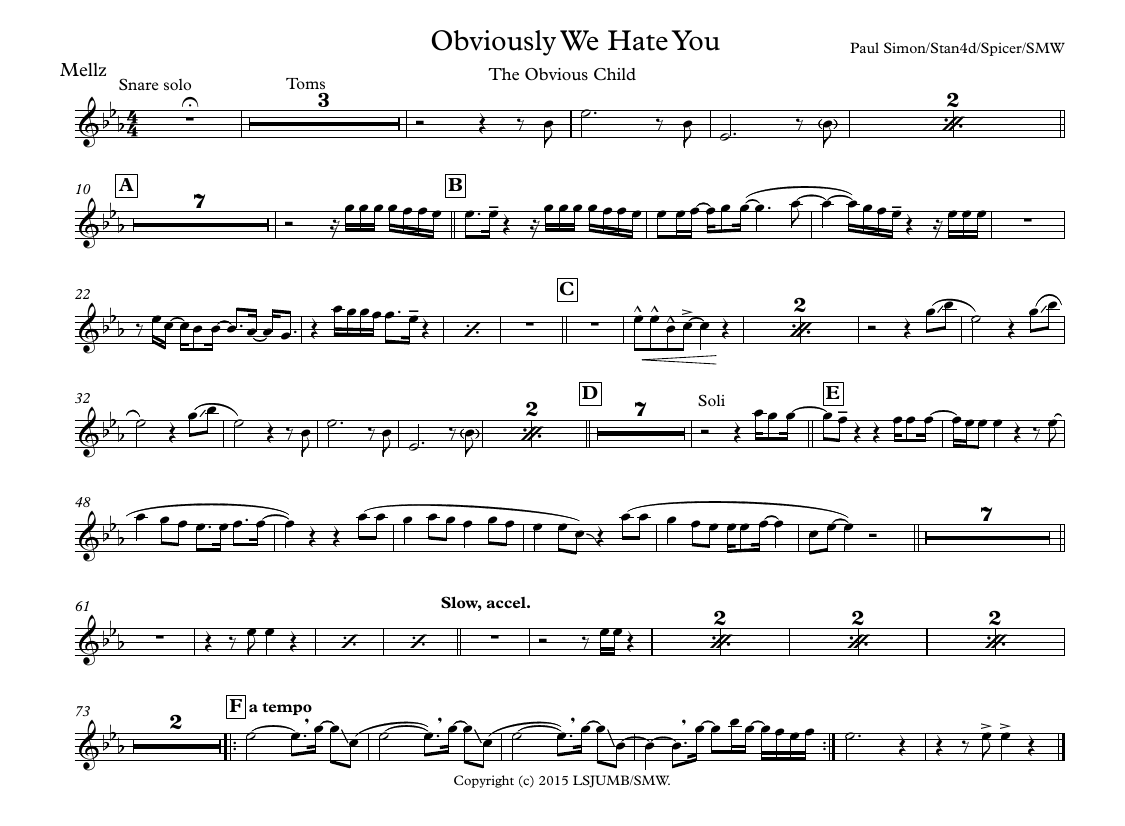 Obviously We Hate You
Paul Simon/Stan4d/Spicer/SMW
Mellz
The Obvious Child
Snare solo
Toms
3
2
10
A
7
B
22
C
2
32
2
D
7
Soli
E
48
7
61
Slow, accel.
2
2
2
73
2
F a tempo
Copyright (c) 2015 LSJUMB/SMW.